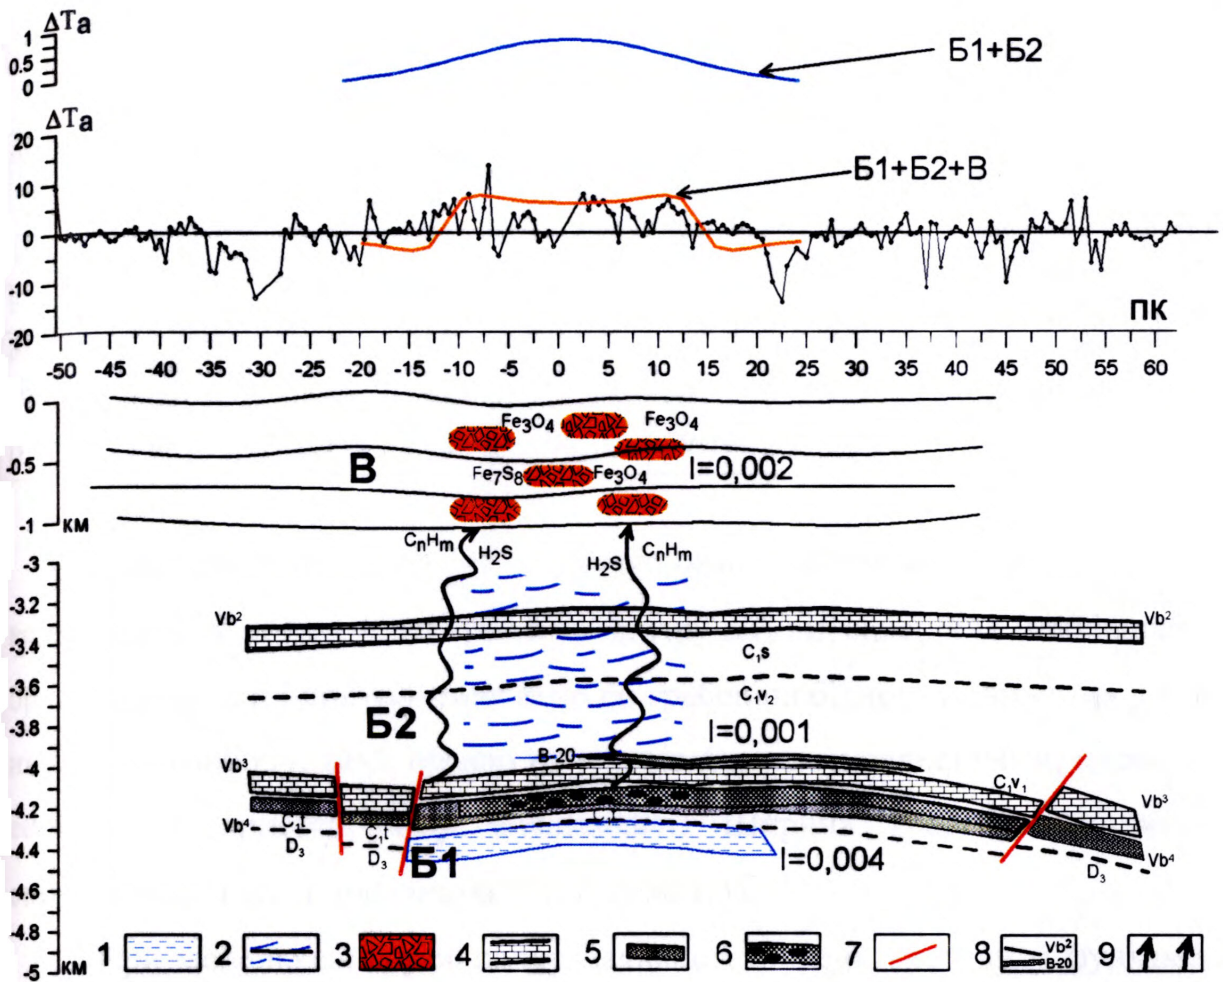 ΔTa
1
0.5
0
Б1+Б2
ΔTa
20
10
0
-10
-20
Б1+Б2+В
ПК
-50 -45 -40 -35 -30 -25 -20 -15 -10 -5 0 5 10 15 20 25 30 35 40 45 50 55 60
0
-0.5
-1 км
Fe3O4 Fe3O4
В Fe7S8 Fe3O4 I=0,002
CnHm H2S H2S CnHm
-3
-3.2
-3.4
-3.6
-3.8
-4
-4.2
-4.4
-4.6
-4.8
-5 км
Vb² Vb²
C1s
C1v2
Б2 I=0,001
В-20
Vb³ C1v1 Vb³
C1t
Vb⁴ C1t
D3 D3
Б1 I=0,004 D3 Vb⁴
1 2 3 4 5 6 7 8 Vb² В-20 9